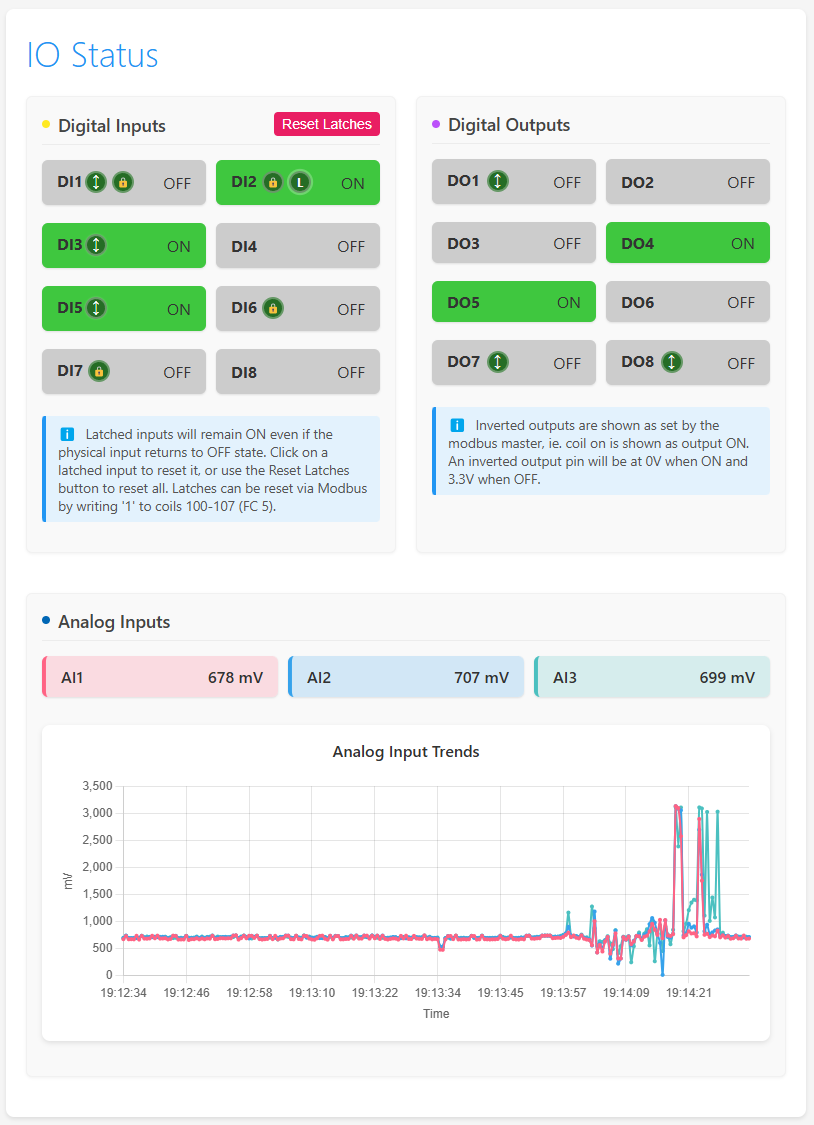 IO Status
Digital Inputs
Reset Latches
DI1 OFF
DI2 L ON
DI3 ON
DI4 OFF
DI5 ON
DI6 OFF
DI7 OFF
DI8 OFF
Latched inputs will remain ON even if the
physical input returns to OFF state. Click on a
latched input to reset it, or use the Reset Latches
button to reset all. Latches can be reset via Modbus
by writing '1' to coils 100-107 (FC 5).
Digital Outputs
DO1 OFF
DO2 OFF
DO3 OFF
DO4 ON
DO5 ON
DO6 OFF
DO7 OFF
DO8 OFF
Inverted outputs are shown as set by the
modbus master, ie. coil on is shown as output ON.
An inverted output pin will be at 0V when ON and
3.3V when OFF.
Analog Inputs
AI1 678 mV
AI2 707 mV
AI3 699 mV
Analog Input Trends
3,500
3,000
2,500
2,000
1,500
1,000
500
0
mV
19:12:34 19:12:46 19:12:58 19:13:10 19:13:22 19:13:34 19:13:45 19:13:57 19:14:09 19:14:21
Time